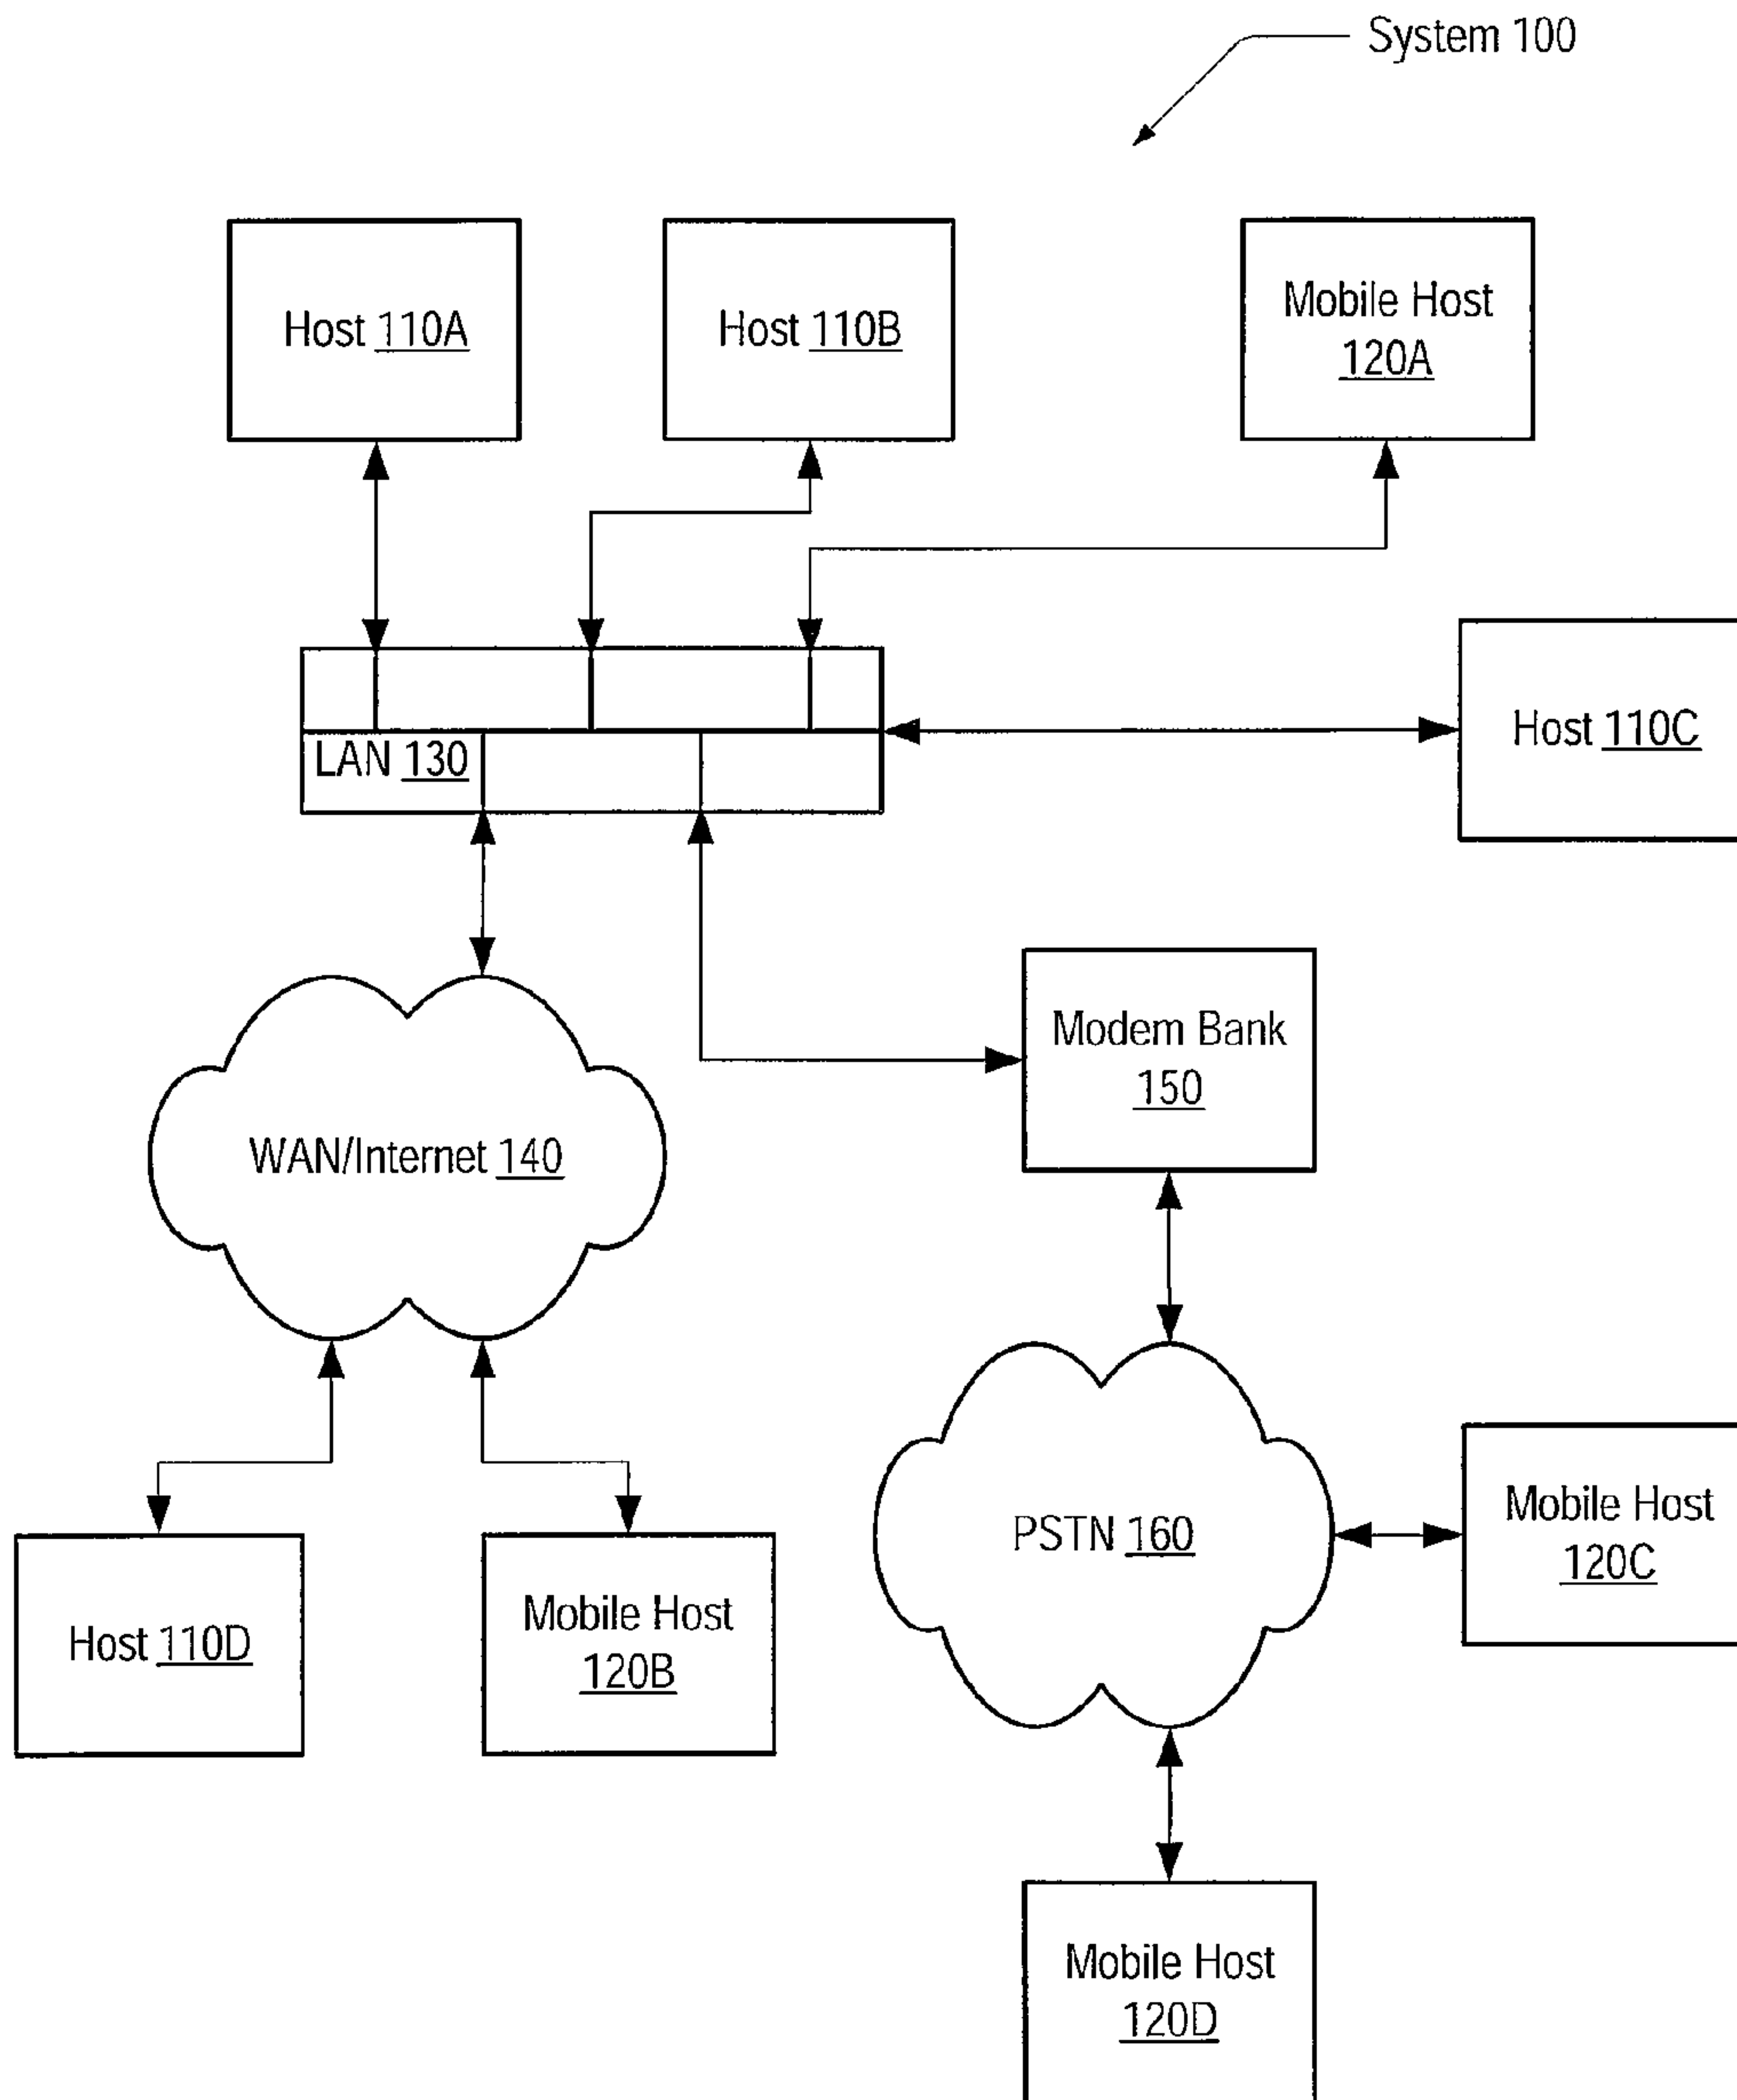 System 100
Host 110A
Host 110B
Mobile Host
120A
LAN 130
Host 110C
Modem Bank
150
WAN/Internet 140
PSTN 160
Mobile Host
120C
Host 110D
Mobile Host
120B
Mobile Host
120D